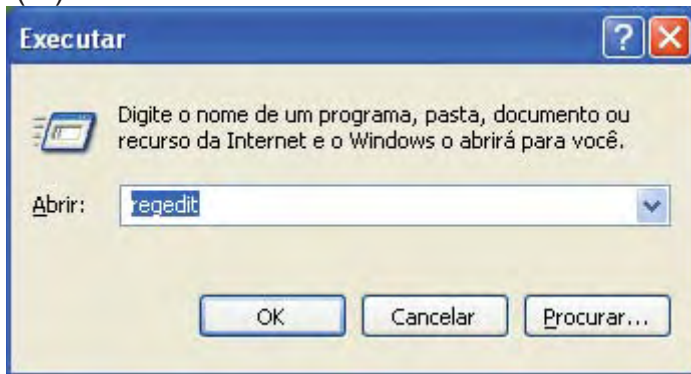 Executar
Digite o nome de um programa, pasta, documento ou
recurso da Internet e o Windows o abrirá para você.
Abrir: regedit
OK Cancelar Procurar...